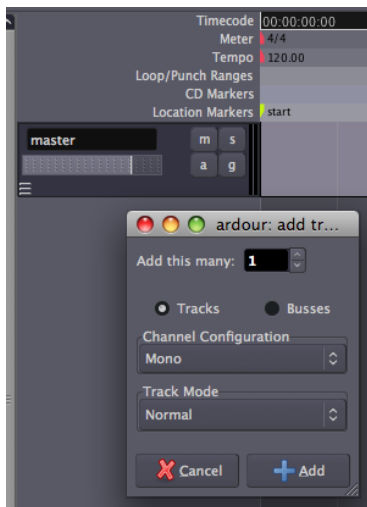 Timecode 00:00:00:00
Meter 4/4
Tempo 120.00
Loop/Punch Ranges
CD Markers
Location Markers start
master m s
a g
ardour: add tr...
Add this many: 1
Tracks Busses
Channel Configuration
Mono
Track Mode
Normal
Cancel Add